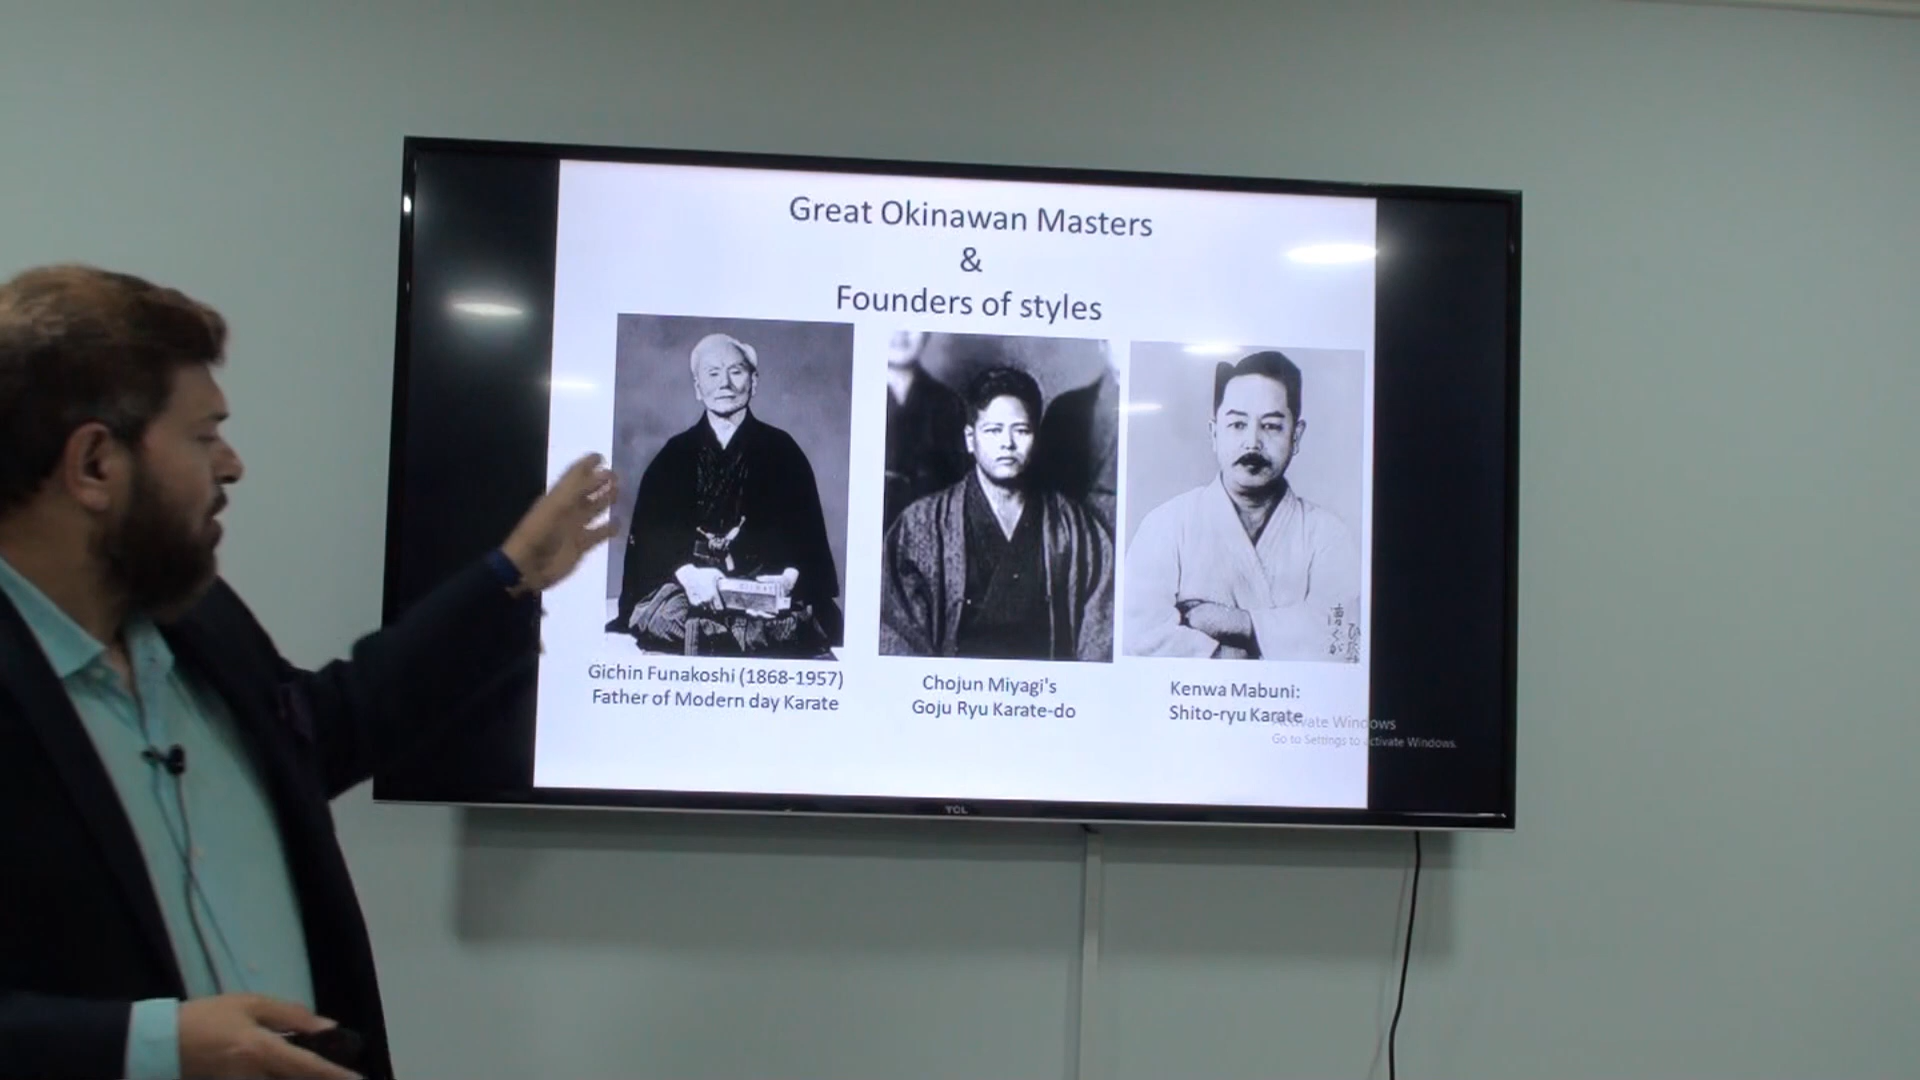 Great Okinawan Masters
&
Founders of styles
Gichin Funakoshi (1868-1957)
Father of Modern day Karate
Chojun Miyagi's
Goju Ryu Karate-do
Kenwa Mabuni:
Shito-ryu Karate
Activate Windows
Go to Settings to activate Windows.
TCL